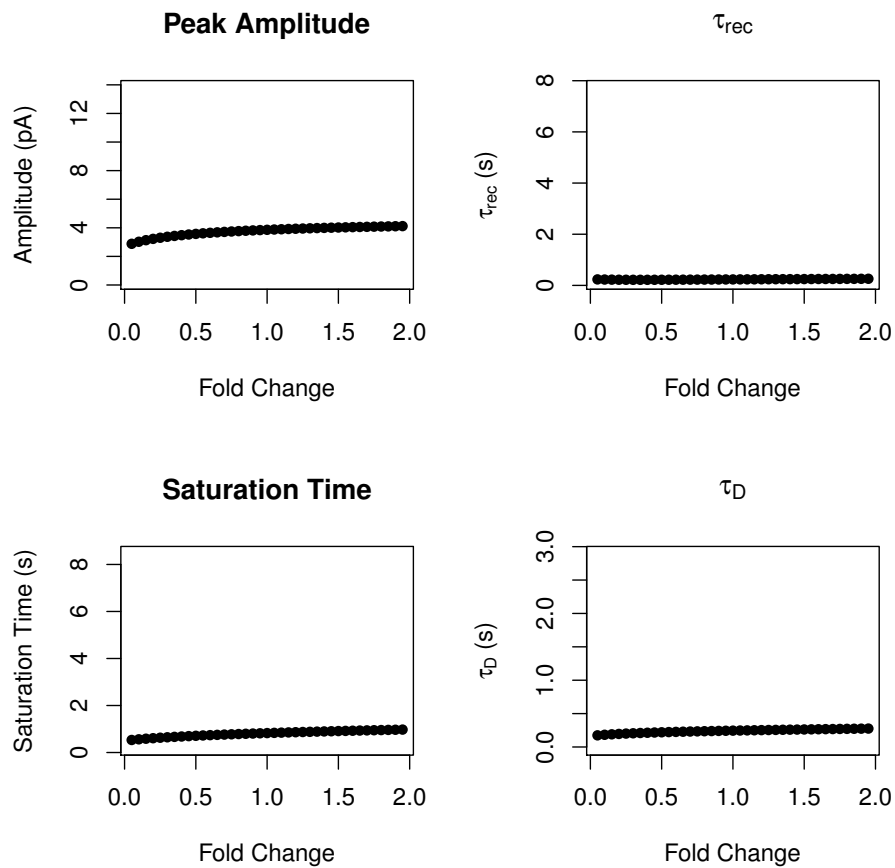 Peak Amplitude
Amplitude (pA)
0 4 8 12
0.0 0.5 1.0 1.5 2.0
Fold Change
τrec
τrec (s)
0 2 4 6 8
0.0 0.5 1.0 1.5 2.0
Fold Change
Saturation Time
Saturation Time (s)
0 2 4 6 8
0.0 0.5 1.0 1.5 2.0
Fold Change
τD
τD (s)
0.0 1.0 2.0 3.0
0.0 0.5 1.0 1.5 2.0
Fold Change